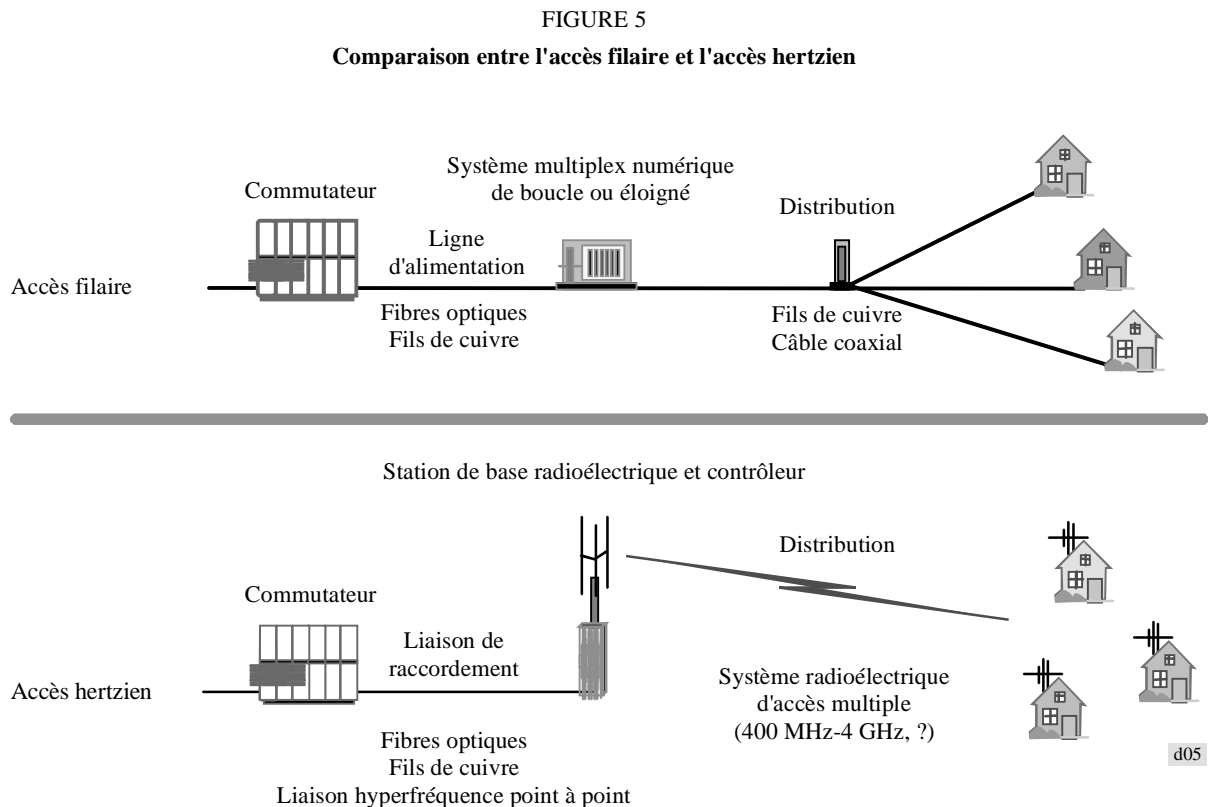 FIGURE 5
Comparaison entre l'accès filaire et l'accès hertzien
Système multiplex numérique
de boucle ou éloigné
Commutateur
Distribution
Ligne
d'alimentation
Accès filaire
Fibres optiques
Fils de cuivre
Fils de cuivre
Câble coaxial
Station de base radioélectrique et contrôleur
Distribution
Commutateur
Liaison de
raccordement
Accès hertzien
Système radioélectrique
d'accès multiple
(400 MHz-4 GHz, ?)
Fibres optiques
Fils de cuivre
Liaison hyperfréquence point à point
d05